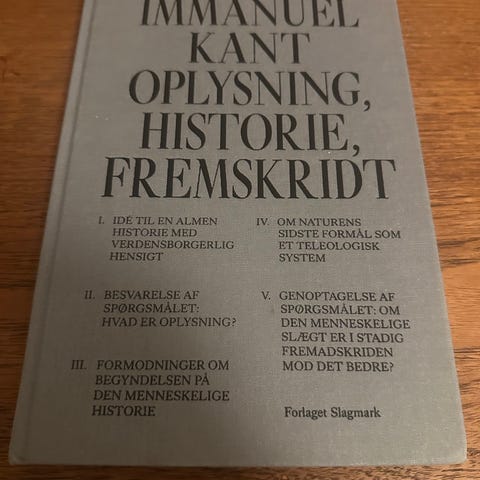 IMMANUEL
KANT
OPLYSNING,
HISTORIE,
FREMSKRIDT
I. IDÉ TIL EN ALMEN
HISTORIE MED
VERDENSBORGERLIG
HENSIGT
II. BESVARELSE AF
SPØRGSMÅLET:
HVAD ER OPLYSNING?
III. FORMODNINGER OM
BEGYNDELSEN PÅ
DEN MENNESKELIGE
HISTORIE
IV. OM NATURENS
SIDSTE FORMÅL SOM
ET TELEOLOGISK
SYSTEM
V. GENOPTAGELSE AF
SPØRGSMÅLET: OM
DEN MENNESKELIGE
SLÆGT ER I STADIG
FREMADSKRIDEN
MOD DET BEDRE?
Forlaget Slagmark